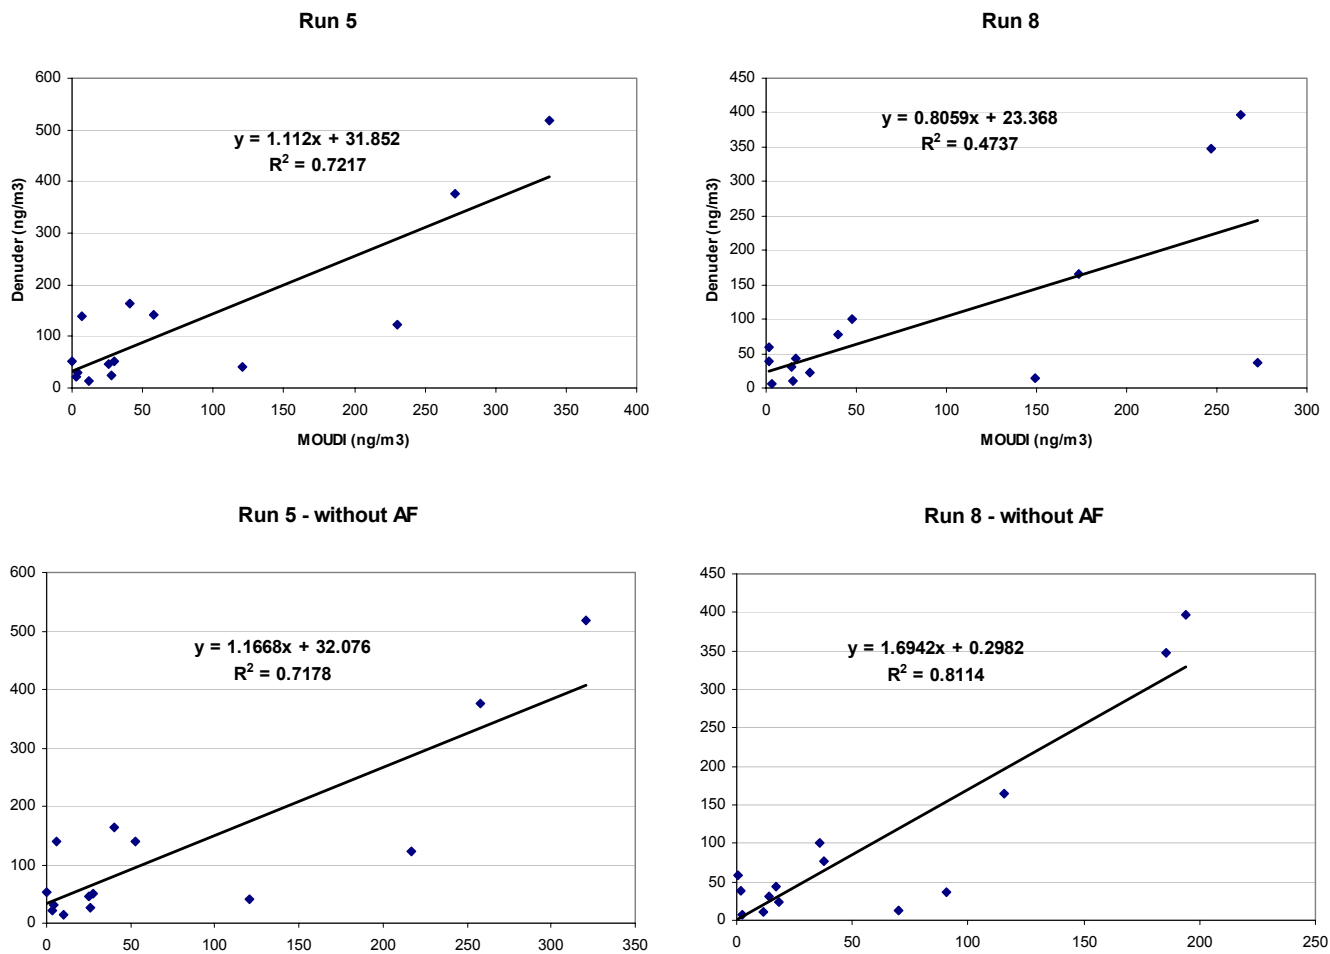 Run 5
600
500
400
300
200
100
0
Denuder (ng/m3)
y = 1.112x + 31.852
R² = 0.7217
0 50 100 150 200 250 300 350 400
MOUDI (ng/m3)
Run 8
450
400
350
300
250
200
150
100
50
0
Denuder (ng/m3)
y = 0.8059x + 23.368
R² = 0.4737
0 50 100 150 200 250 300
MOUDI (ng/m3)
Run 5 - without AF
600
500
400
300
200
100
0
y = 1.1668x + 32.076
R² = 0.7178
0 50 100 150 200 250 300 350
Run 8 - without AF
450
400
350
300
250
200
150
100
50
0
y = 1.6942x + 0.2982
R² = 0.8114
0 50 100 150 200 250